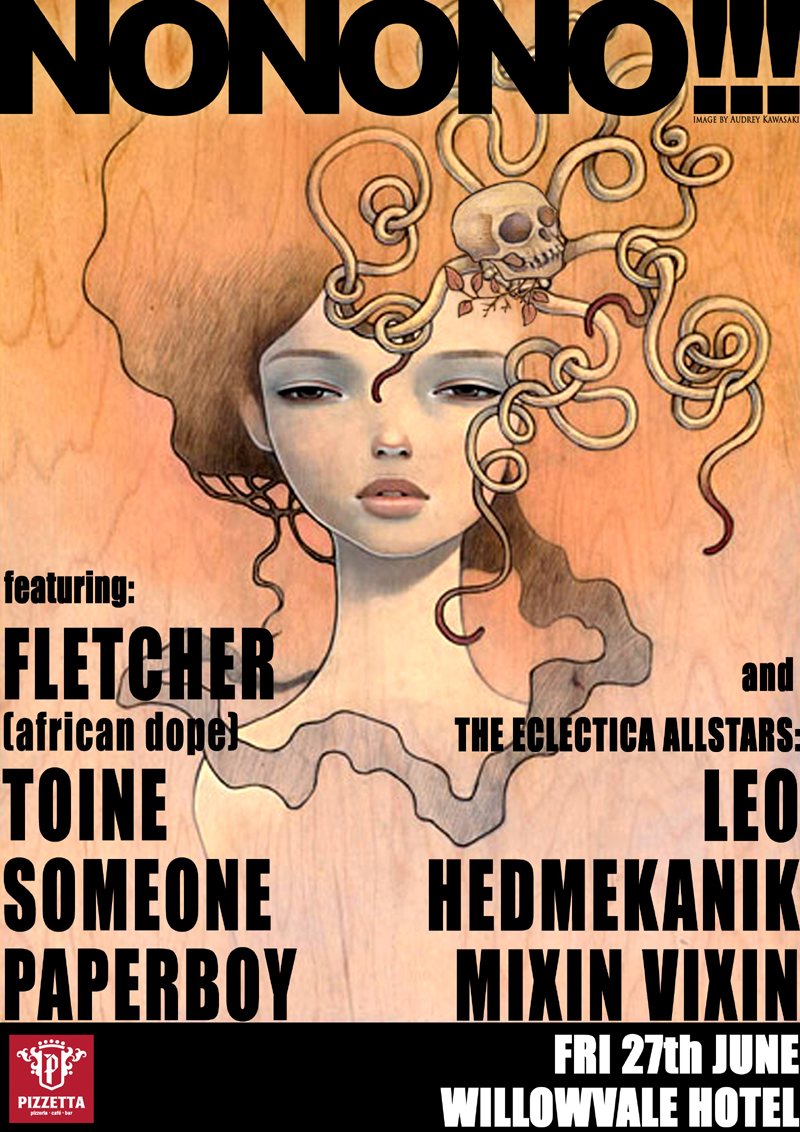 NONONO!!!
IMAGE BY AUDREY KAWASAKI
featuring:
FLETCHER
(african dope)
TOINE
SOMEONE
PAPERBOY
and
THE ECLECTICA ALLSTARS:
LEO
HEDMEKANIK
MIXIN VIXIN
P
PIZZETTA
pizzeria · café · bar
FRI 27th JUNE
WILLOWVALE HOTEL